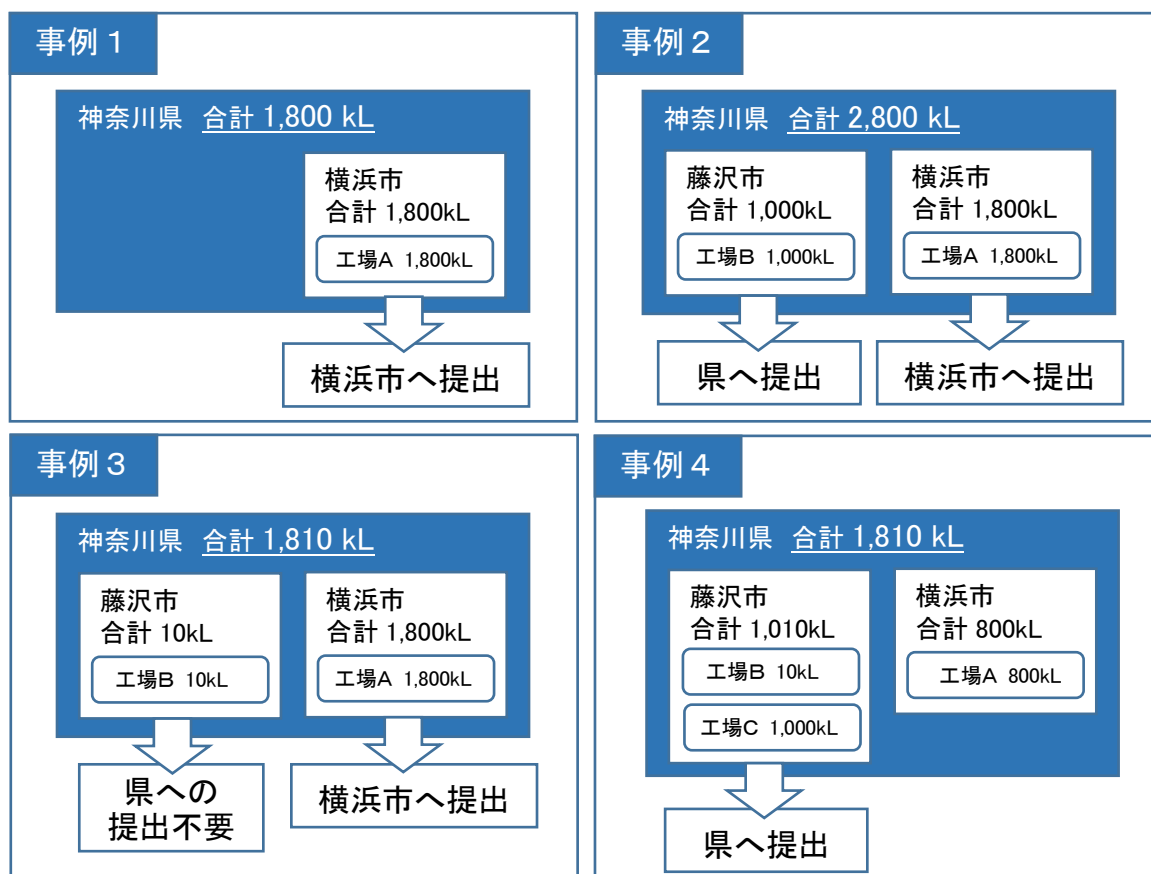 事例１
神奈川県 合計 1,800 kL
横浜市
合計 1,800kL
工場Ａ 1,800kL
横浜市へ提出
事例２
神奈川県 合計 2,800 kL
藤沢市
合計 1,000kL
工場Ｂ 1,000kL
県へ提出
横浜市
合計 1,800kL
工場Ａ 1,800kL
横浜市へ提出
事例３
神奈川県 合計 1,810 kL
藤沢市
合計 10kL
工場Ｂ 10kL
県への
提出不要
横浜市
合計 1,800kL
工場Ａ 1,800kL
横浜市へ提出
事例４
神奈川県 合計 1,810 kL
藤沢市
合計 1,010kL
工場Ｂ 10kL
工場Ｃ 1,000kL
県へ提出
横浜市
合計 800kL
工場Ａ 800kL